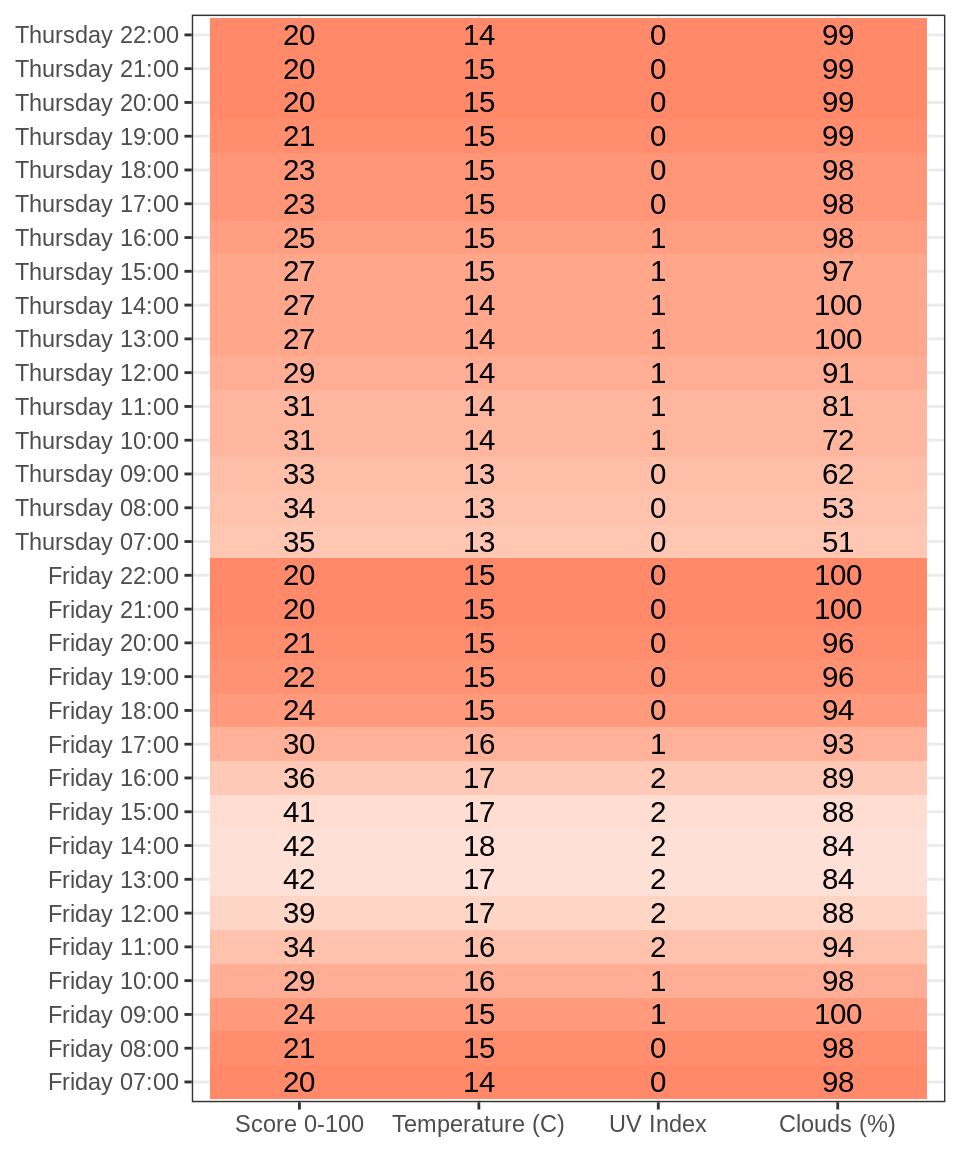 Thursday 22:00 20 14 0 99
Thursday 21:00 20 15 0 99
Thursday 20:00 20 15 0 99
Thursday 19:00 21 15 0 99
Thursday 18:00 23 15 0 98
Thursday 17:00 23 15 0 98
Thursday 16:00 25 15 1 98
Thursday 15:00 27 15 1 97
Thursday 14:00 27 14 1 100
Thursday 13:00 27 14 1 100
Thursday 12:00 29 14 1 91
Thursday 11:00 31 14 1 81
Thursday 10:00 31 14 1 72
Thursday 09:00 33 13 0 62
Thursday 08:00 34 13 0 53
Thursday 07:00 35 13 0 51
Friday 22:00 20 15 0 100
Friday 21:00 20 15 0 100
Friday 20:00 21 15 0 96
Friday 19:00 22 15 0 96
Friday 18:00 24 15 0 94
Friday 17:00 30 16 1 93
Friday 16:00 36 17 2 89
Friday 15:00 41 17 2 88
Friday 14:00 42 18 2 84
Friday 13:00 42 17 2 84
Friday 12:00 39 17 2 88
Friday 11:00 34 16 2 94
Friday 10:00 29 16 1 98
Friday 09:00 24 15 1 100
Friday 08:00 21 15 0 98
Friday 07:00 20 14 0 98
Score 0-100 Temperature (C) UV Index Clouds (%)